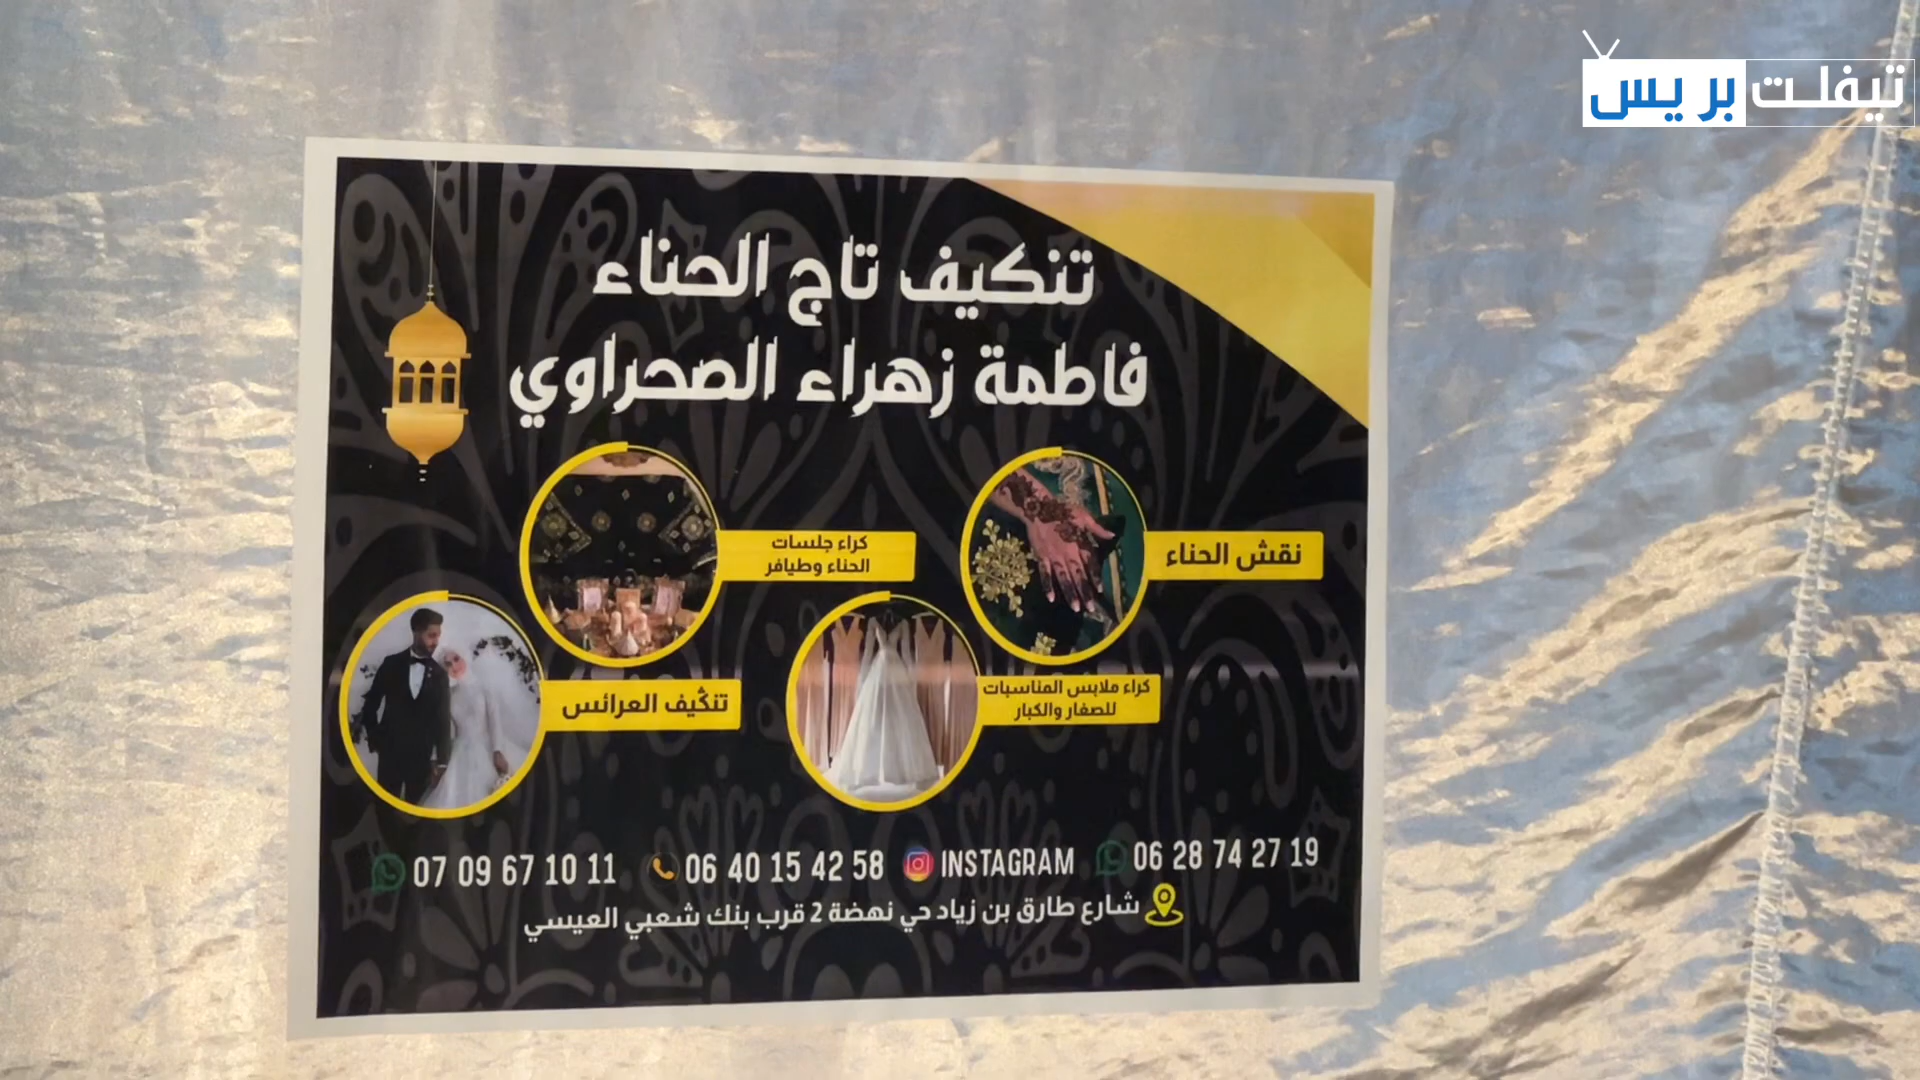 تيفلت بريس
تنكيف تاج الحناء
فاطمة زهراء الصحراوي
نقش الحناء
كراء جلسات
الحناء وطيافر
كراء ملابس المناسبات
للصغار والكبار
تنڭيف العرائس
07 09 67 10 11 06 40 15 42 58 INSTAGRAM 06 28 74 27 19
شارع طارق بن زياد حي نهضة 2 قرب بنك شعبي العيسي